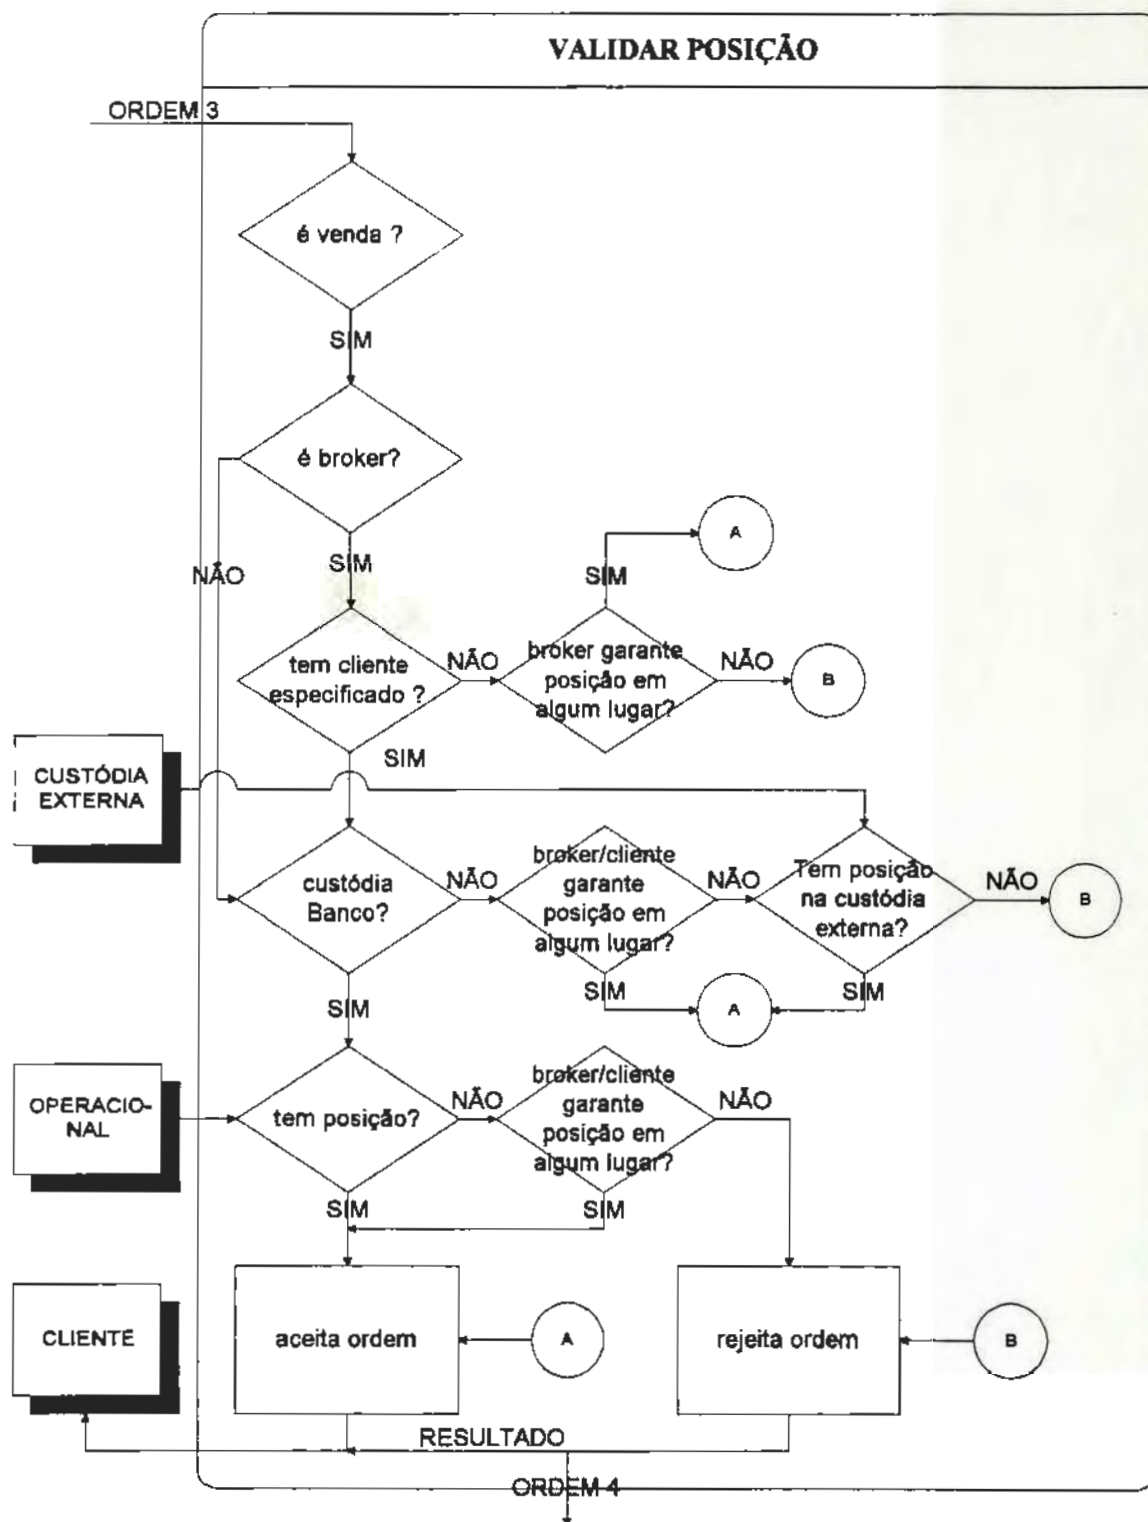 VALIDAR POSIÇÃO
ORDEM 3
é venda ?
SIM
é broker?
NÃO
SIM
A
SIM
tem cliente
especificado ?
NÃO
broker garante
posição em
algum lugar?
NÃO
B
SIM
CUSTÓDIA
EXTERNA
custódia
Banco?
NÃO
broker/cliente
garante
posição em
algum lugar?
NÃO
Tem posição
na custódia
externa?
NÃO
B
SIM
SIM
A
SIM
OPERACIO-
NAL
tem posição?
NÃO
broker/cliente
garante
posição em
algum lugar?
NÃO
SIM
SIM
CLIENTE
aceita ordem
A
rejeita ordem
B
RESULTADO
ORDEM 4